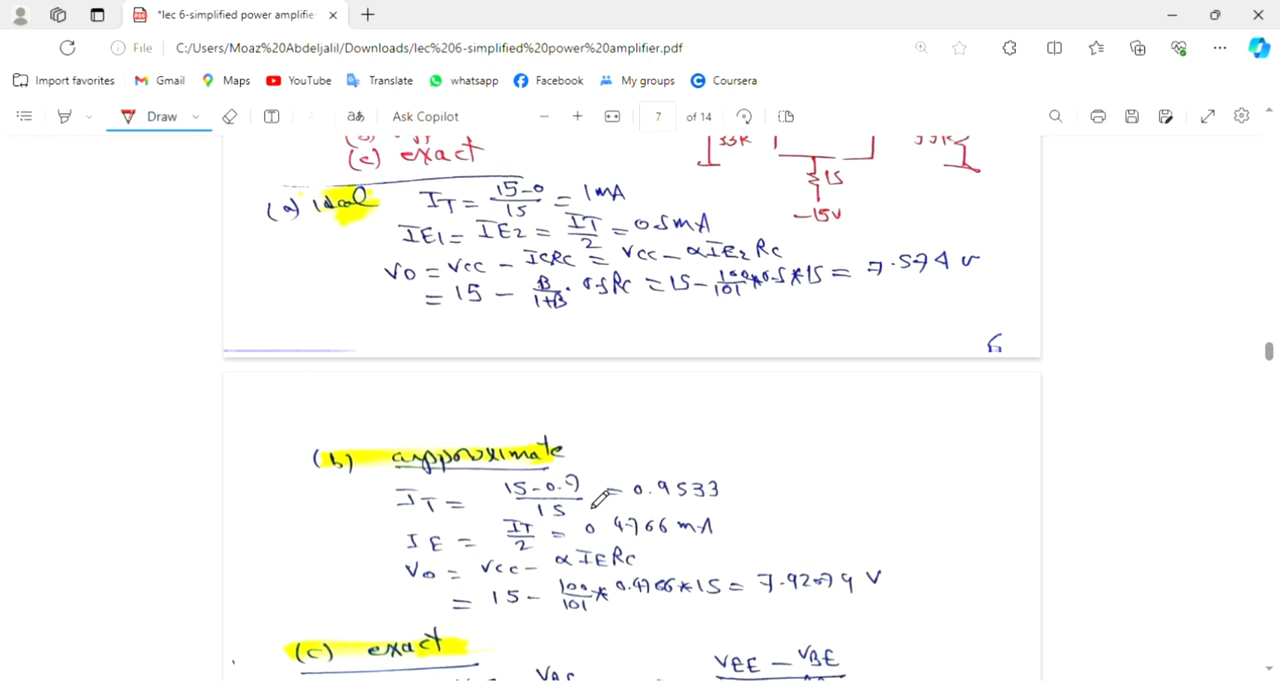 *lec 6-simplified power amplifie
File C:/Users/Moaz%20Abdeljalil/Downloads/lec%206-simplified%20power%20amplifier.pdf
Import favorites Gmail Maps YouTube Translate whatsapp Facebook My groups Coursera
Draw aあ Ask Copilot 7 of 14
(c) exact
33K 33K
15
-15V
(a) ideal IT = 15-0/15 = 1mA
IE1 = IE2 = IT/2 = 0.5mA
Vo = Vcc - IcRc = Vcc - αIE2 Rc
= 15 - B/1+B . 0.5Rc = 15 - 100/101 * 0.5 * 15 = 7.574 v
6
(b) approximate
IT = 15-0.7/15 = 0.9533
IE = IT/2 = 0.4766 mA
Vo = Vcc - αIERc
= 15 - 100/101 * 0.4766 * 15 = 7.92079 V
(c) exact
VEE - VBE